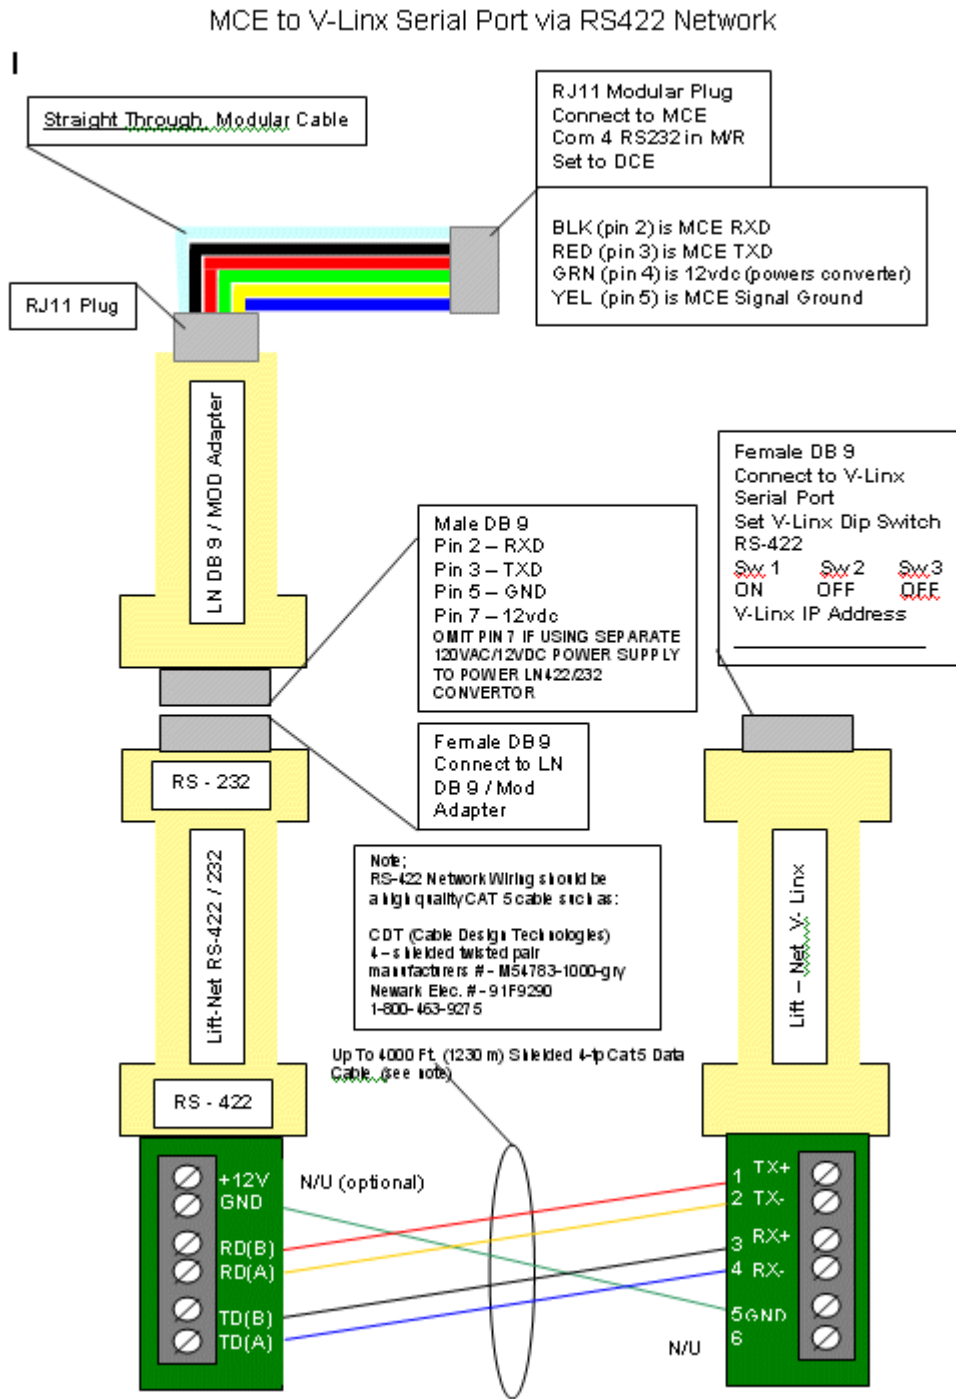 MCE to V-Linx Serial Port via RS422 Network
Straight Through Modular Cable
RJ11 Modular Plug
Connect to MCE
Com 4 RS232 in M/R
Set to DCE
BLK (pin 2) is MCE RXD
RED (pin 3) is MCE TXD
GRN (pin 4) is 12vdc (powers converter)
YEL (pin 5) is MCE Signal Ground
RJ11 Plug
LN DB 9 / MOD Adapter
Female DB 9
Connect to V-Linx
Serial Port
Set V-Linx Dip Switch
RS-422
Sw 1 Sw 2 Sw 3
ON OFF OFF
V-Linx IP Address
Male DB 9
Pin 2 – RXD
Pin 3 – TXD
Pin 5 – GND
Pin 7 – 12vdc
OMIT PIN 7 IF USING SEPARATE
120VAC/12VDC POWER SUPPLY
TO POWER LN422/232
CONVERTOR
Female DB 9
Connect to LN
DB 9 / Mod
Adapter
RS - 232
Lift-Net RS-422 / 232
RS - 422
Note;
RS-422 Network Wiring should be
a high quality CAT 5 cable such as:
CDT (Cable Design Technologies)
4 – shielded twisted pair
manufacturers # - M54783-1000-gry
Newark Elec. # - 91F9290
1-800-463-9275
Lift – Net V- Linx
Up To 4000 Ft. (1230 m) Shielded 4-tp Cat 5 Data
Cable (see note)
+12V
GND
RD(B)
RD(A)
TD(B)
TD(A)
N/U (optional)
1 TX+
2 TX-
3 RX+
4 RX-
5 GND
6
N/U